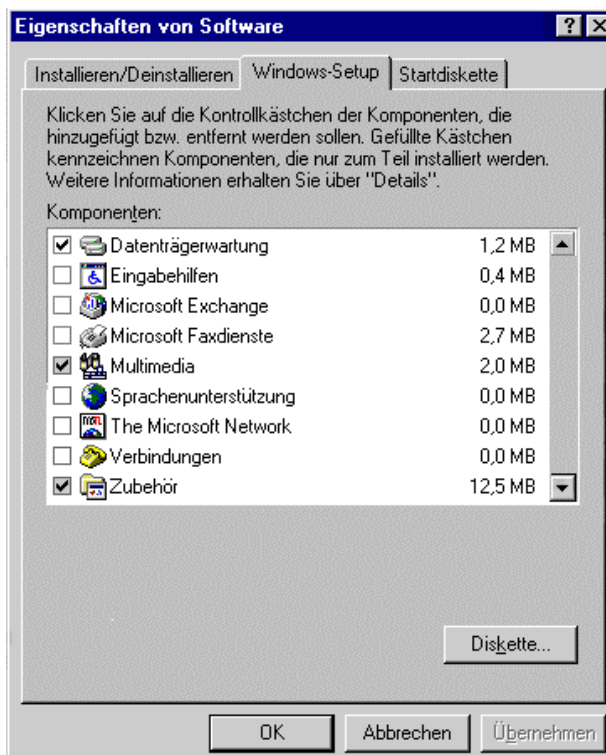 Eigenschaften von Software
Installieren/Deinstallieren Windows-Setup Startdiskette
Klicken Sie auf die Kontrollkästchen der Komponenten, die
hinzugefügt bzw. entfernt werden sollen. Gefüllte Kästchen
kennzeichnen Komponenten, die nur zum Teil installiert werden.
Weitere Informationen erhalten Sie über "Details".
Komponenten:
Datenträgerwartung 1,2 MB
Eingabehilfen 0,4 MB
Microsoft Exchange 0,0 MB
Microsoft Faxdienste 2,7 MB
Multimedia 2,0 MB
Sprachenunterstützung 0,0 MB
The Microsoft Network 0,0 MB
Verbindungen 0,0 MB
Zubehör 12,5 MB
Diskette...
OK Abbrechen Übernehmen